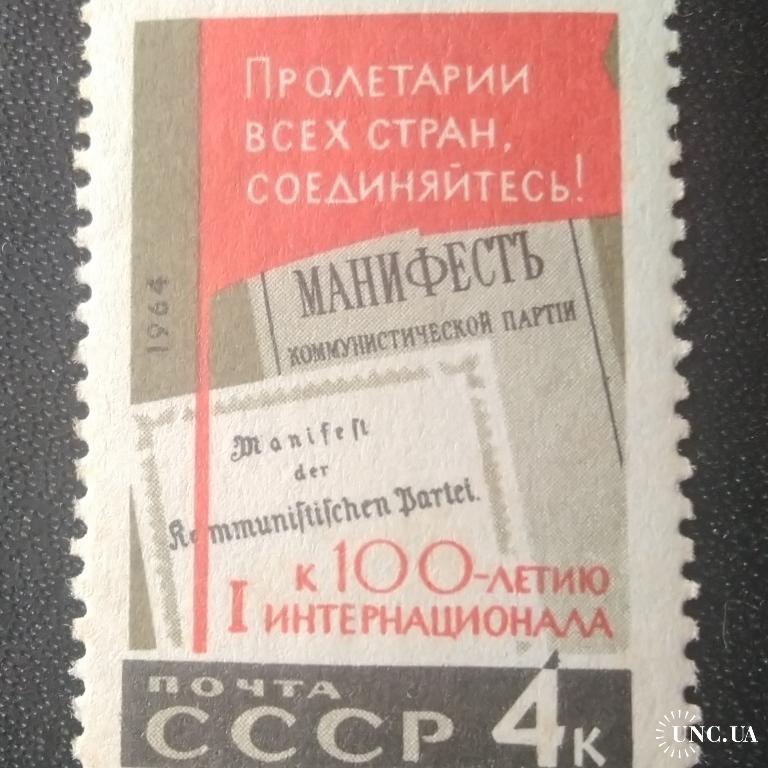 ПРОЛЕТАРИИ
ВСЕХ СТРАН,
СОЕДИНЯЙТЕСЬ!
1964
МАНИФЕСТЪ
КОММУНИСТИЧЕСКОЙ ПАРТІИ
Manifeſt
der
Kommuniſtiſchen Partei.
к 100-ЛЕТИЮ
I ИНТЕРНАЦИОНАЛА
ПОЧТА
СССР 4к
UNC.UA